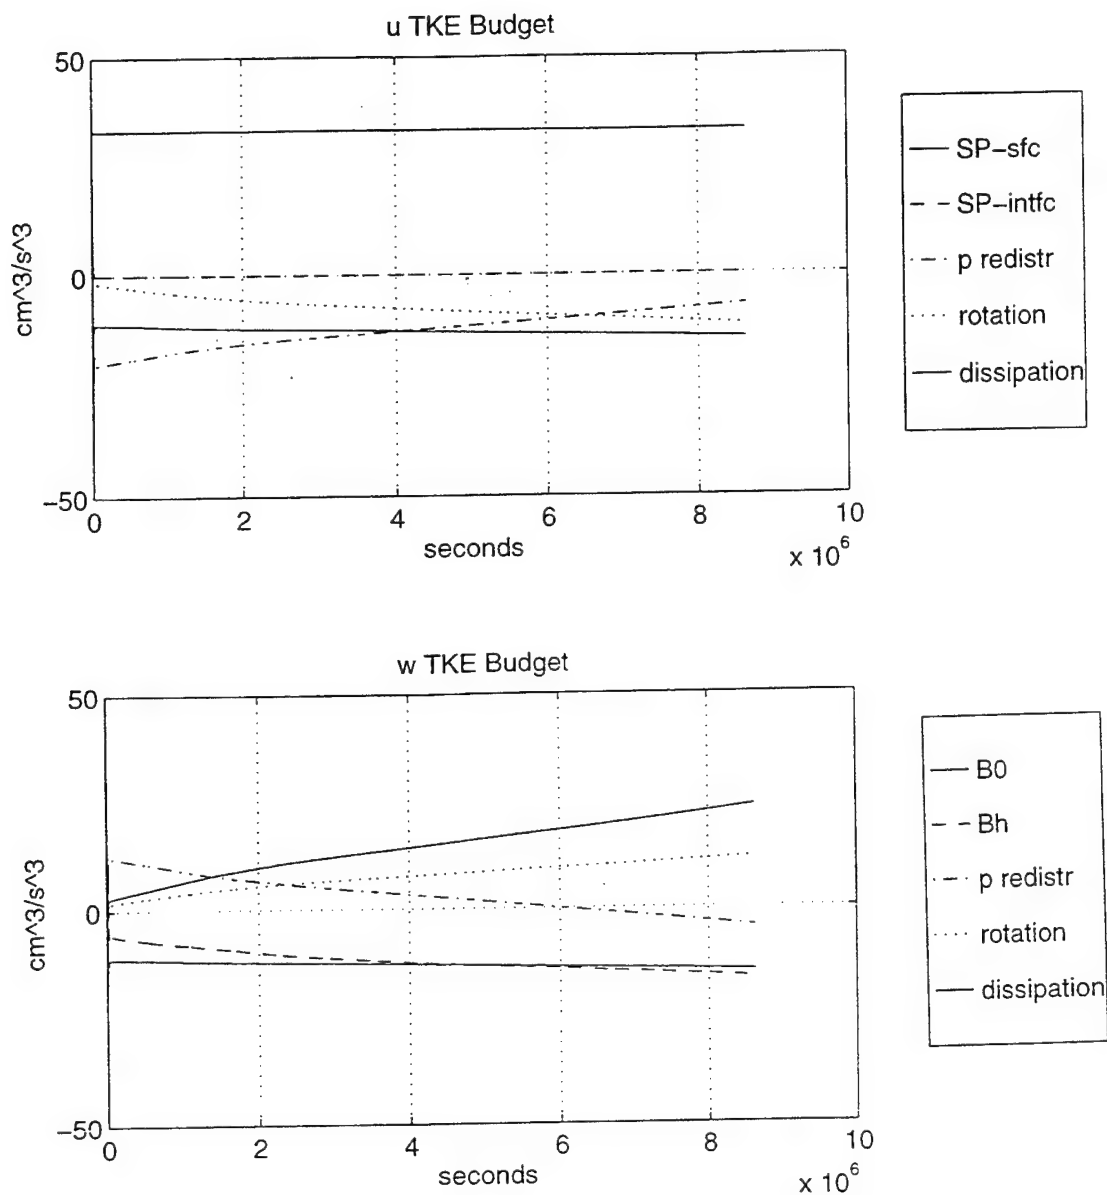 u TKE Budget
50
0
−50
cm^3/s^3
0 2 4 6 8 10
seconds
x 10^6
SP−sfc
SP−intfc
p redistr
rotation
dissipation
w TKE Budget
50
0
−50
cm^3/s^3
0 2 4 6 8 10
seconds
x 10^6
B0
Bh
p redistr
rotation
dissipation